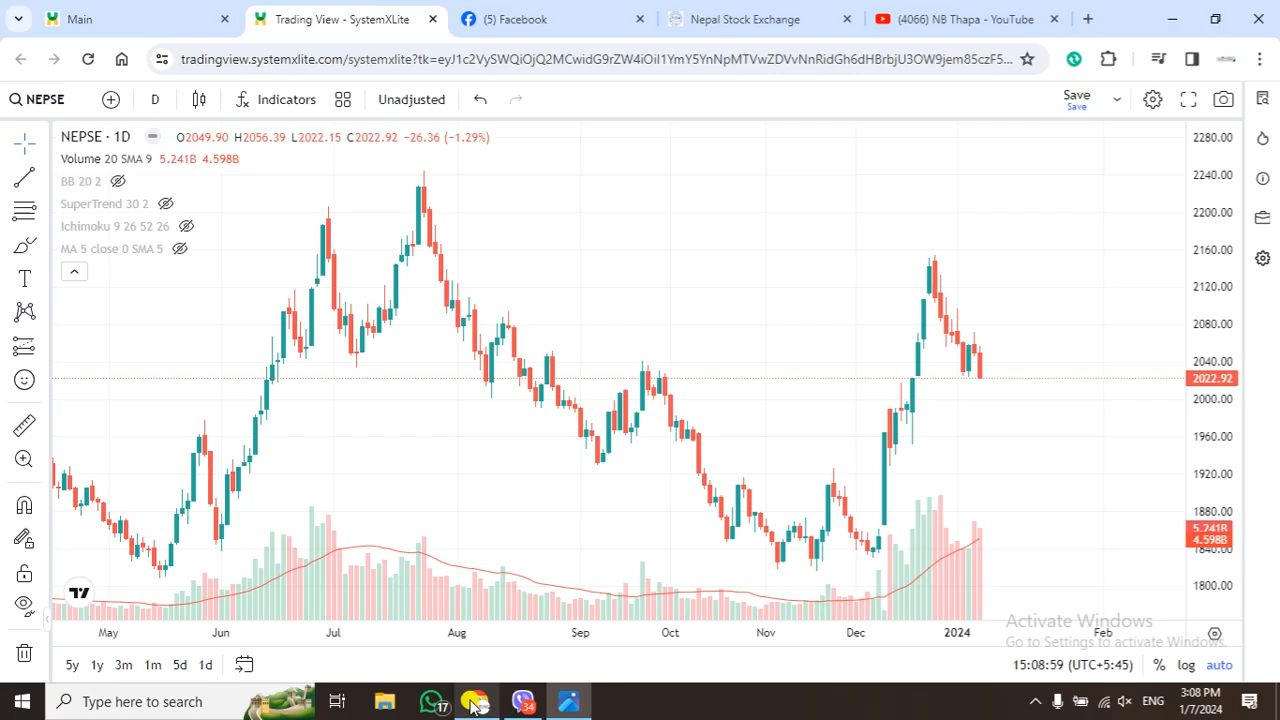 Main
Trading View - SystemXLite
(5) Facebook
Nepal Stock Exchange
(4066) NB Thapa - YouTube
NEPSE
D
Indicators
Unadjusted
Save
Save
NEPSE · 1D
O2049.90 H2056.39 L2022.15 C2022.92 −26.36 (−1.29%)
Volume 20 SMA 9 5.241B 4.598B
BB 20 2
SuperTrend 30 2
Ichimoku 9 26 52 26
MA 5 close 0 SMA 5
2280.00
2240.00
2200.00
2160.00
2120.00
2080.00
2040.00
2022.92
2000.00
1960.00
1920.00
1880.00
5.241B
4.598B
1840.00
1800.00
May Jun Jul Aug Sep Oct Nov Dec 2024 Feb
Activate Windows
Go to Settings to activate Windows.
5y 1y 3m 1m 5d 1d
15:08:59 (UTC+5:45) % log auto
Type here to search
17
34
ENG
3:08 PM
1/7/2024